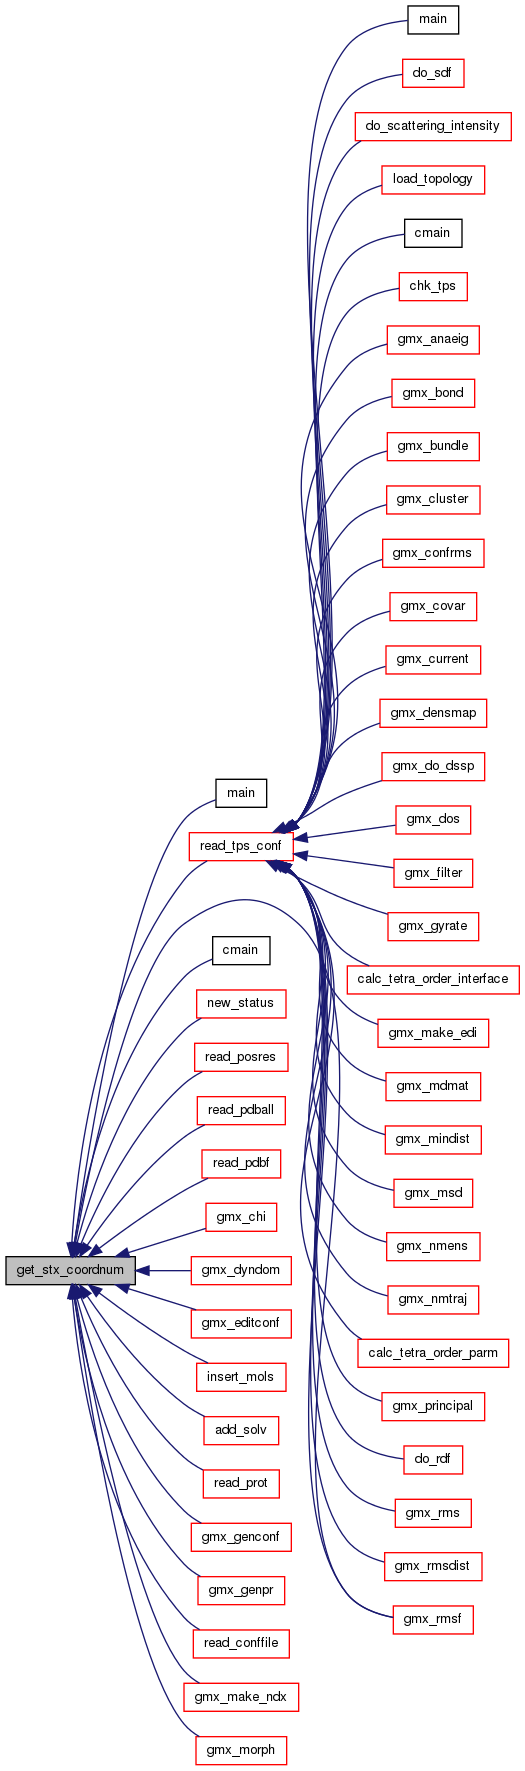 main
do_sdf
do_scattering_intensity
load_topology
cmain
chk_tps
gmx_anaeig
gmx_bond
gmx_bundle
gmx_cluster
gmx_confrms
gmx_covar
gmx_current
gmx_densmap
gmx_do_dssp
main
gmx_dos
read_tps_conf
gmx_filter
gmx_gyrate
cmain
calc_tetra_order_interface
new_status
gmx_make_edi
read_posres
gmx_mdmat
read_pdball
gmx_mindist
read_pdbf
gmx_msd
gmx_chi
gmx_nmens
get_stx_coordnum
gmx_dyndom
gmx_nmtraj
gmx_editconf
calc_tetra_order_parm
insert_mols
gmx_principal
add_solv
do_rdf
read_prot
gmx_rms
gmx_genconf
gmx_rmsdist
gmx_genpr
gmx_rmsf
read_conffile
gmx_make_ndx
gmx_morph